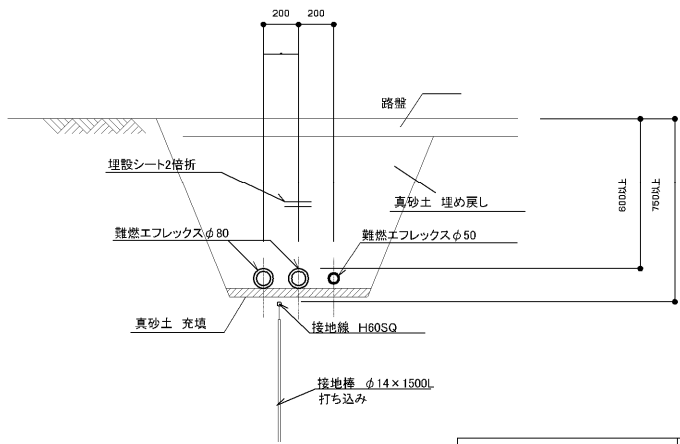 200 200
路盤
埋設シート2倍折
真砂土 埋め戻し
600以上
750以上
難燃エフレックスφ80
難燃エフレックスφ50
真砂土 充填
接地線 H60SQ
接地棒 φ14×1500L
打ち込み